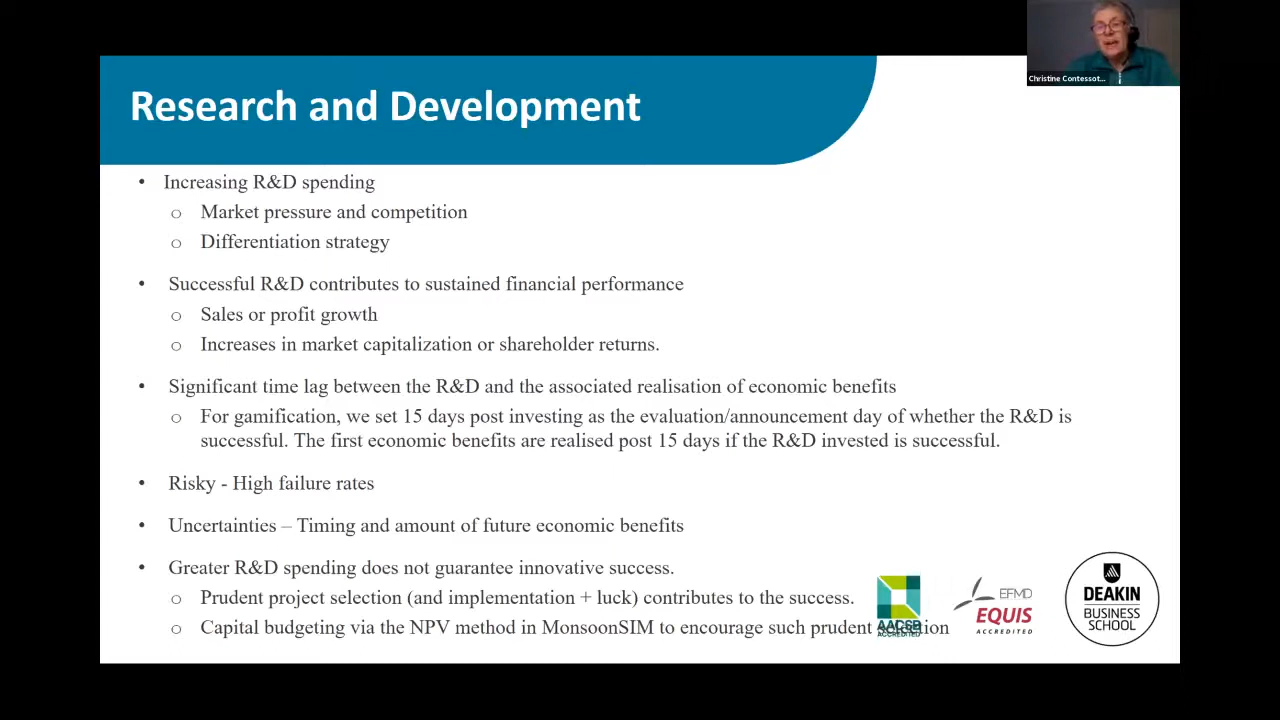 Christine Contessot...
Research and Development
• Increasing R&D spending
o Market pressure and competition
o Differentiation strategy
• Successful R&D contributes to sustained financial performance
o Sales or profit growth
o Increases in market capitalization or shareholder returns.
• Significant time lag between the R&D and the associated realisation of economic benefits
o For gamification, we set 15 days post investing as the evaluation/announcement day of whether the R&D is
successful. The first economic benefits are realised post 15 days if the R&D invested is successful.
• Risky - High failure rates
• Uncertainties – Timing and amount of future economic benefits
• Greater R&D spending does not guarantee innovative success.
o Prudent project selection (and implementation + luck) contributes to the success.
o Capital budgeting via the NPV method in MonsoonSIM to encourage such prudent selection
AACSB
ACCREDITED
EFMD
EQUIS
ACCREDITED
DEAKIN
BUSINESS
SCHOOL